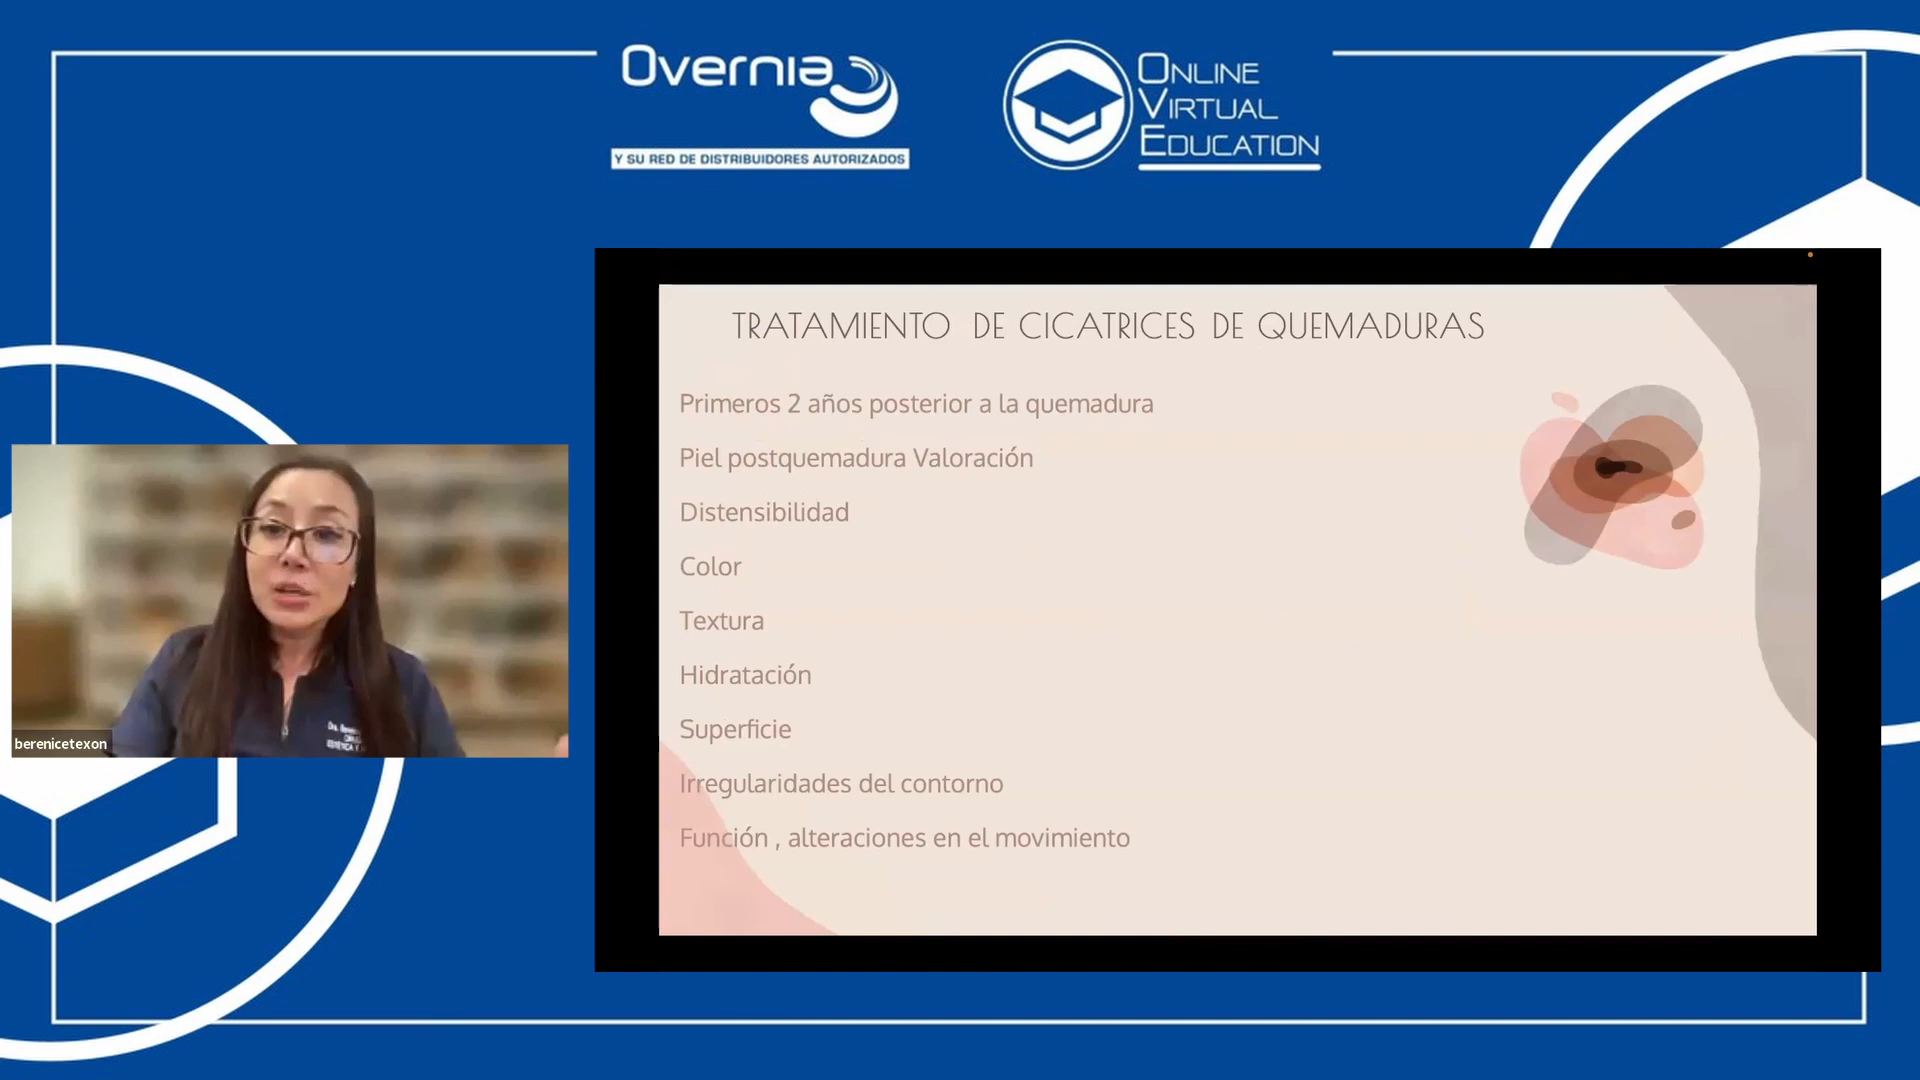 Overnia
Y SU RED DE DISTRIBUIDORES AUTORIZADOS
ONLINE
VIRTUAL
EDUCATION
TRATAMIENTO DE CICATRICES DE QUEMADURAS
Primeros 2 años posterior a la quemadura
Piel postquemadura Valoración
Distensibilidad
Color
Textura
Hidratación
Superficie
Irregularidades del contorno
Función , alteraciones en el movimiento
berenicetexon
Dra.